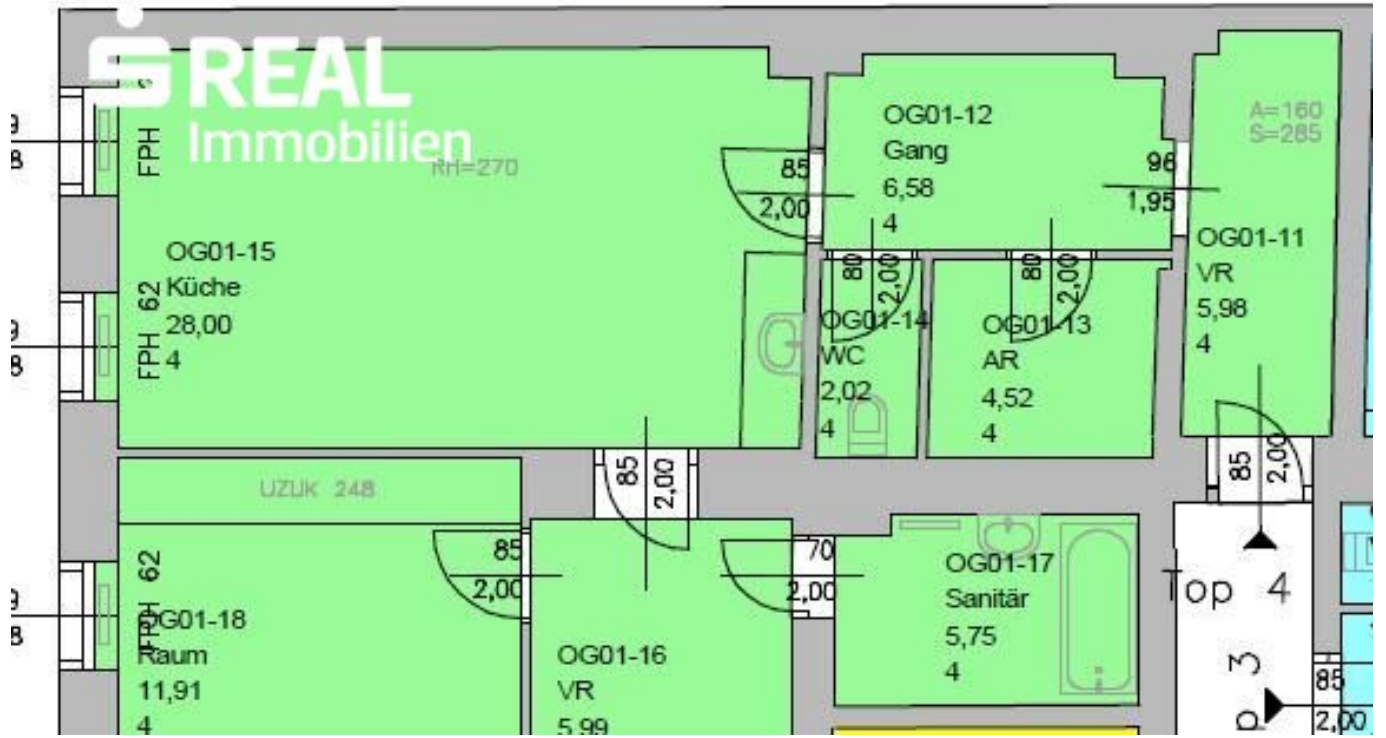 REAL
Immobilien
RH=270
FPH
FPH 62
OG01-15
Küche
28,00
4
85
2,00
OG01-12
Gang
6,58
4
96
1,95
A=160
S=285
OG01-11
VR
5,98
4
80
2,00
80
2,00
OG01-14
WC
2,02
4
OG01-13
AR
4,52
4
85
2,00
85
2,00
UZUK 248
FPH 62
OG01-18
Raum
11,91
4
85
2,00
OG01-16
VR
5,99
70
2,00
OG01-17
Sanitär
5,75
4
Top 4
3
85
2,00